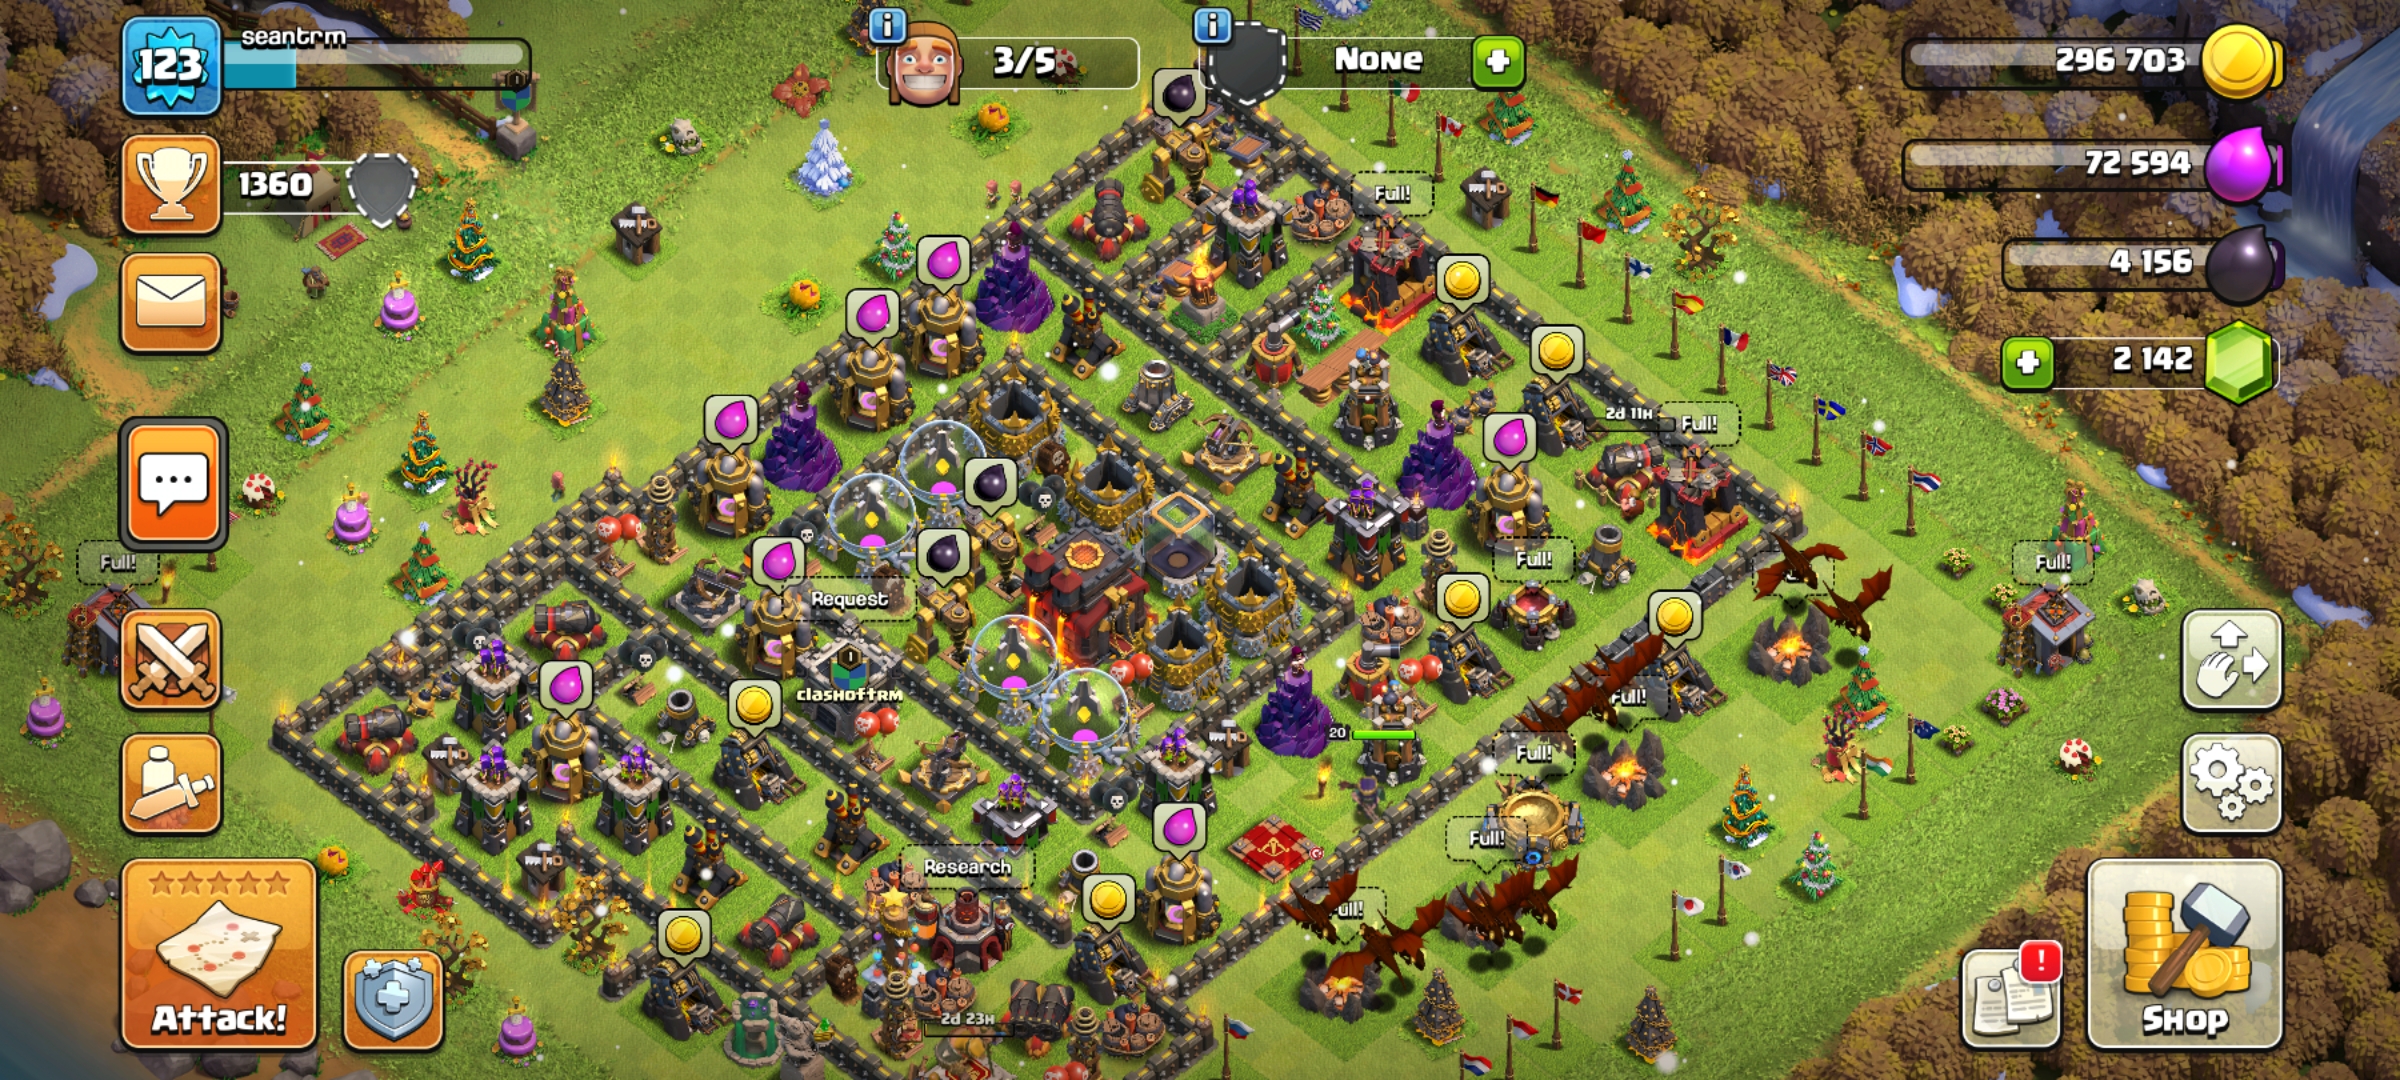 seantrm
123
3/5
None
296 703
1360
72 594
Full!
4 156
2 142
2d 11H
Full!
Full!
Full!
Full!
Request
clashoftrm
Full!
20
Full!
Full!
Research
Attack!
2d 23H
Shop